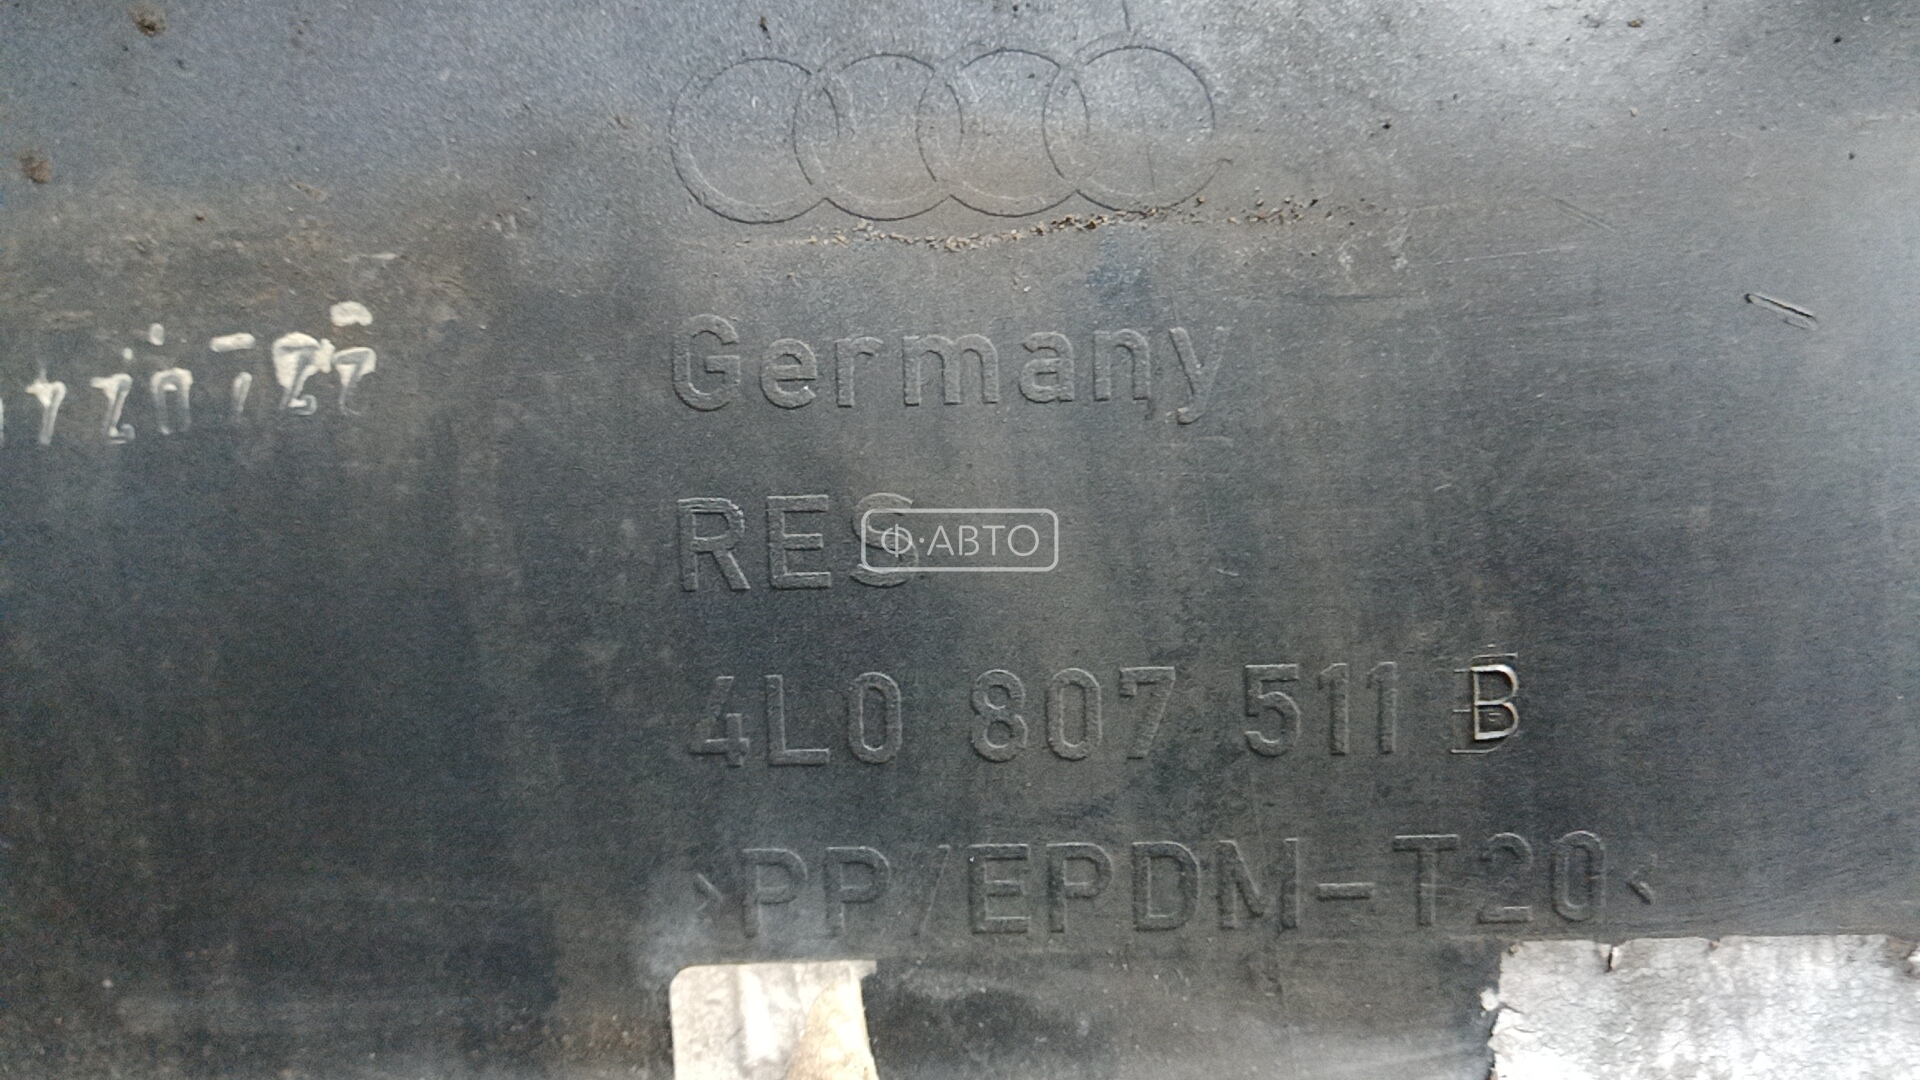 Germany
RES
Ф·АВТО
4L0 807 511 B
>PP/EPDM-T20<